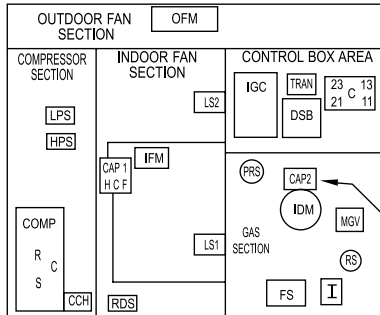 OUTDOOR FAN
SECTION
OFM
COMPRESSOR
SECTION
LPS
HPS
COMP
R
C
S
CCH
INDOOR FAN
SECTION
LS2
IFM
CAP 1
H C F
LS1
RDS
CONTROL BOX AREA
IGC
TRAN
DSB
23 C 13
21 11
PRS
CAP2
IDM
MGV
GAS
SECTION
RS
FS
I